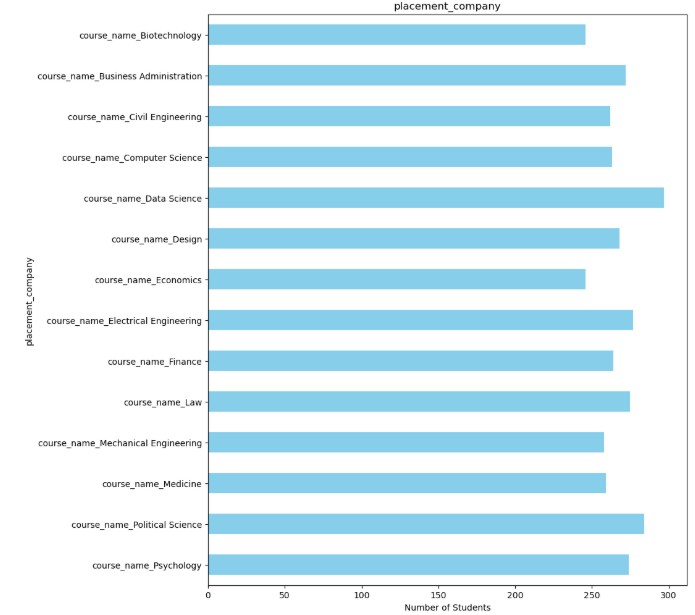 placement_company
course_name_Biotechnology
course_name_Business Administration
course_name_Civil Engineering
course_name_Computer Science
course_name_Data Science
course_name_Design
course_name_Economics
course_name_Electrical Engineering
course_name_Finance
course_name_Law
course_name_Mechanical Engineering
course_name_Medicine
course_name_Political Science
course_name_Psychology
placement_company
0 50 100 150 200 250 300
Number of Students